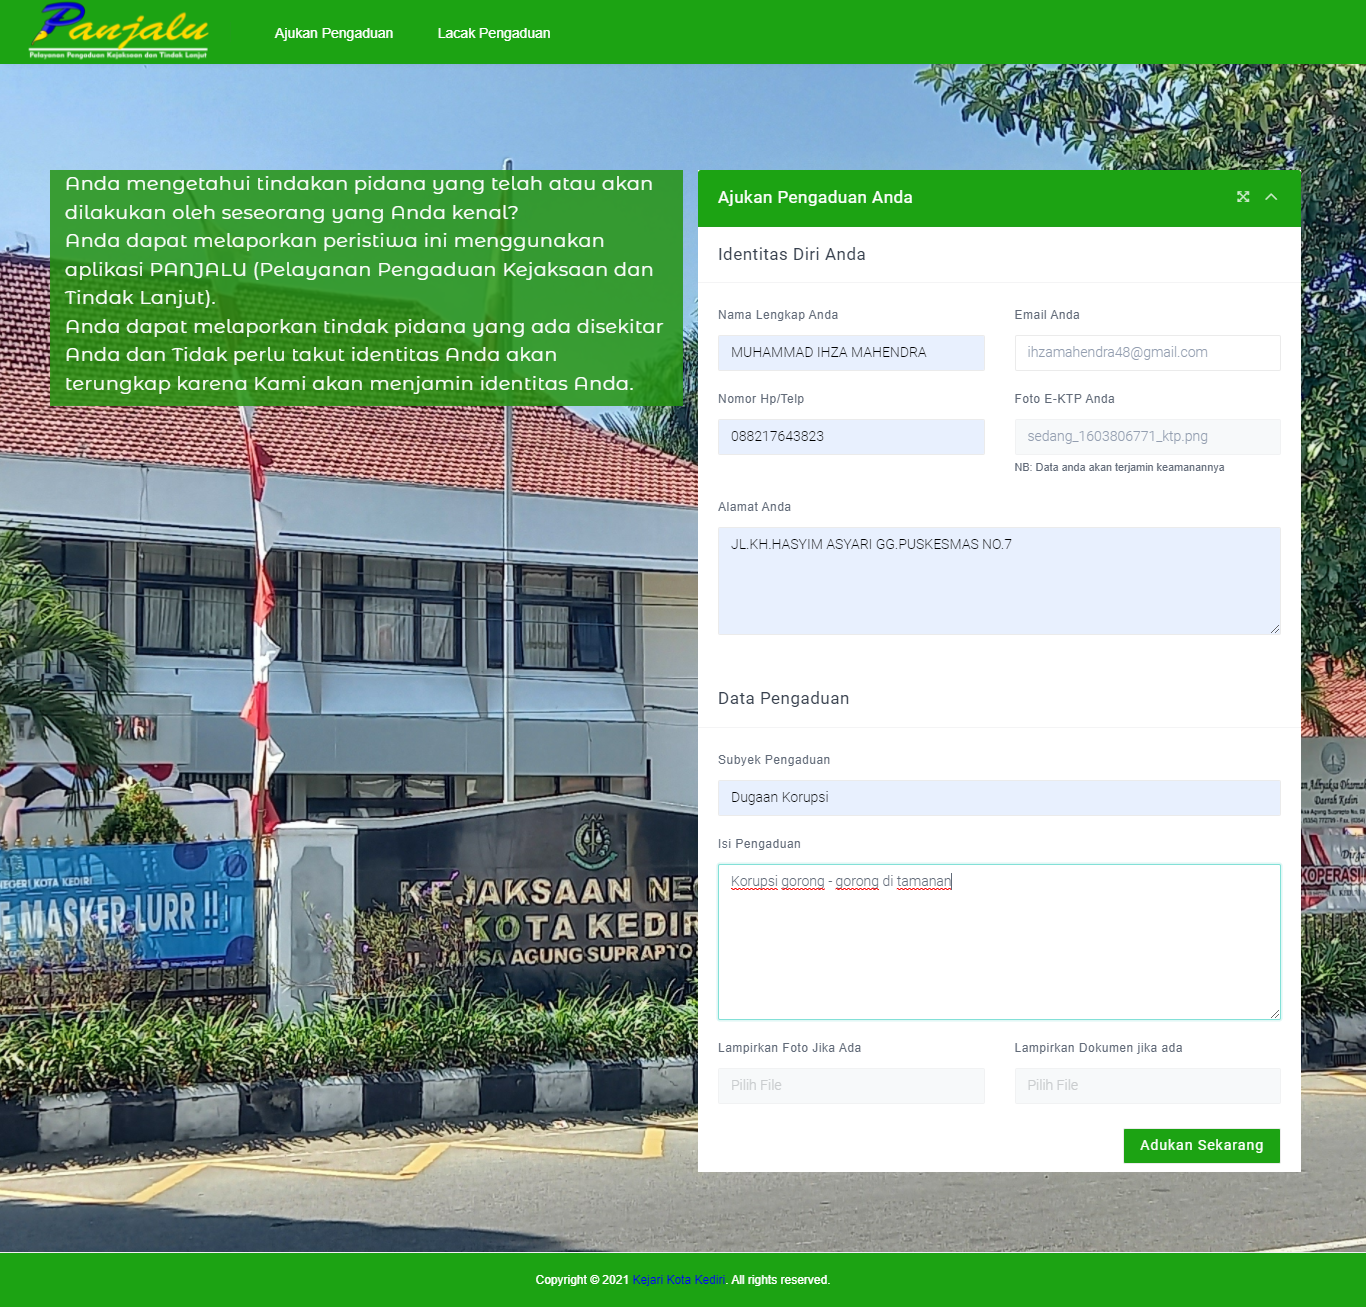 Panjalu
Pelayanan Pengaduan Kejaksaan dan Tindak Lanjut
Ajukan Pengaduan
Lacak Pengaduan
Anda mengetahui tindakan pidana yang telah atau akan
dilakukan oleh seseorang yang Anda kenal?
Anda dapat melaporkan peristiwa ini menggunakan
aplikasi PANJALU (Pelayanan Pengaduan Kejaksaan dan
Tindak Lanjut).
Anda dapat melaporkan tindak pidana yang ada disekitar
Anda dan Tidak perlu takut identitas Anda akan
terungkap karena Kami akan menjamin identitas Anda.
Ajukan Pengaduan Anda
Identitas Diri Anda
Nama Lengkap Anda
Email Anda
MUHAMMAD IHZA MAHENDRA
ihzamahendra48@gmail.com
Nomor Hp/Telp
Foto E-KTP Anda
088217643823
sedang_1603806771_ktp.png
NB: Data anda akan terjamin keamanannya
Alamat Anda
JL.KH.HASYIM ASYARI GG.PUSKESMAS NO.7
Data Pengaduan
Subyek Pengaduan
Dugaan Korupsi
Isi Pengaduan
Korupsi gorong - gorong di tamanan
Lampirkan Foto Jika Ada
Lampirkan Dokumen jika ada
Pilih File
Pilih File
Adukan Sekarang
NEGERI KOTA KEDIRI
E MASKER LURR !!
KEJAKSAAN NEG
KOTA KEDIR
JL. JAKSA AGUNG SUPRAPTO
Daerah Kediri
KOPERASI
Copyright © 2021 Kejari Kota Kediri. All rights reserved.